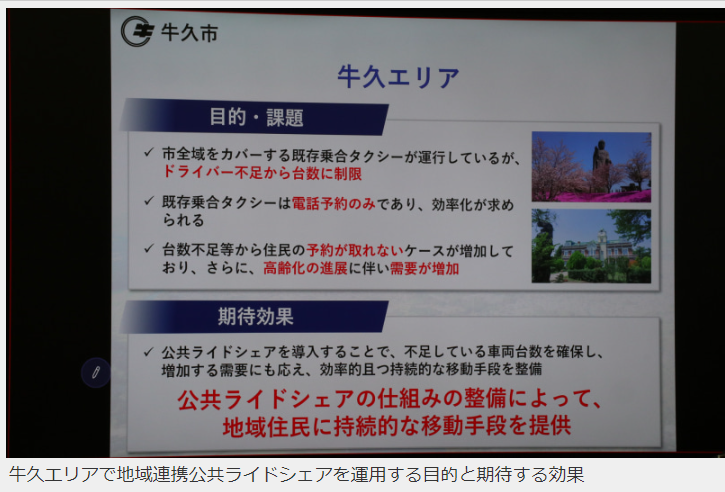 牛久市
牛久エリア
目的・課題
✓ 市全域をカバーする既存乗合タクシーが運行しているが、
ドライバー不足から台数に制限
✓ 既存乗合タクシーは電話予約のみであり、効率化が求め
られる
✓ 台数不足等から住民の予約が取れないケースが増加して
おり、さらに、高齢化の進展に伴い需要が増加
期待効果
✓ 公共ライドシェアを導入することで、不足している車両台数を確保し、
増加する需要にも応え、効率的且つ持続的な移動手段を整備
公共ライドシェアの仕組みの整備によって、
地域住民に持続的な移動手段を提供
牛久エリアで地域連携公共ライドシェアを運用する目的と期待する効果